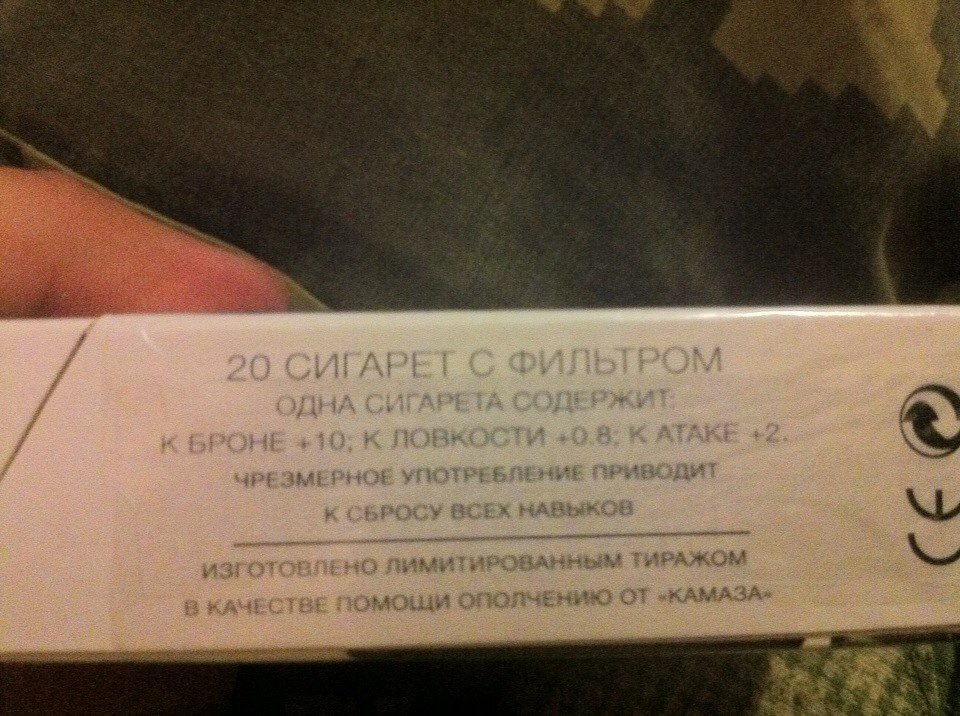 20 СИГАРЕТ С ФИЛЬТРОМ
ОДНА СИГАРЕТА СОДЕРЖИТ:
К БРОНЕ +10; К ЛОВКОСТИ +0.8; К АТАКЕ +2.
ЧРЕЗМЕРНОЕ УПОТРЕБЛЕНИЕ ПРИВОДИТ
К СБРОСУ ВСЕХ НАВЫКОВ
ИЗГОТОВЛЕНО ЛИМИТИРОВАННЫМ ТИРАЖОМ
В КАЧЕСТВЕ ПОМОЩИ ОПОЛЧЕНИЮ ОТ «КАМАЗА»
CE